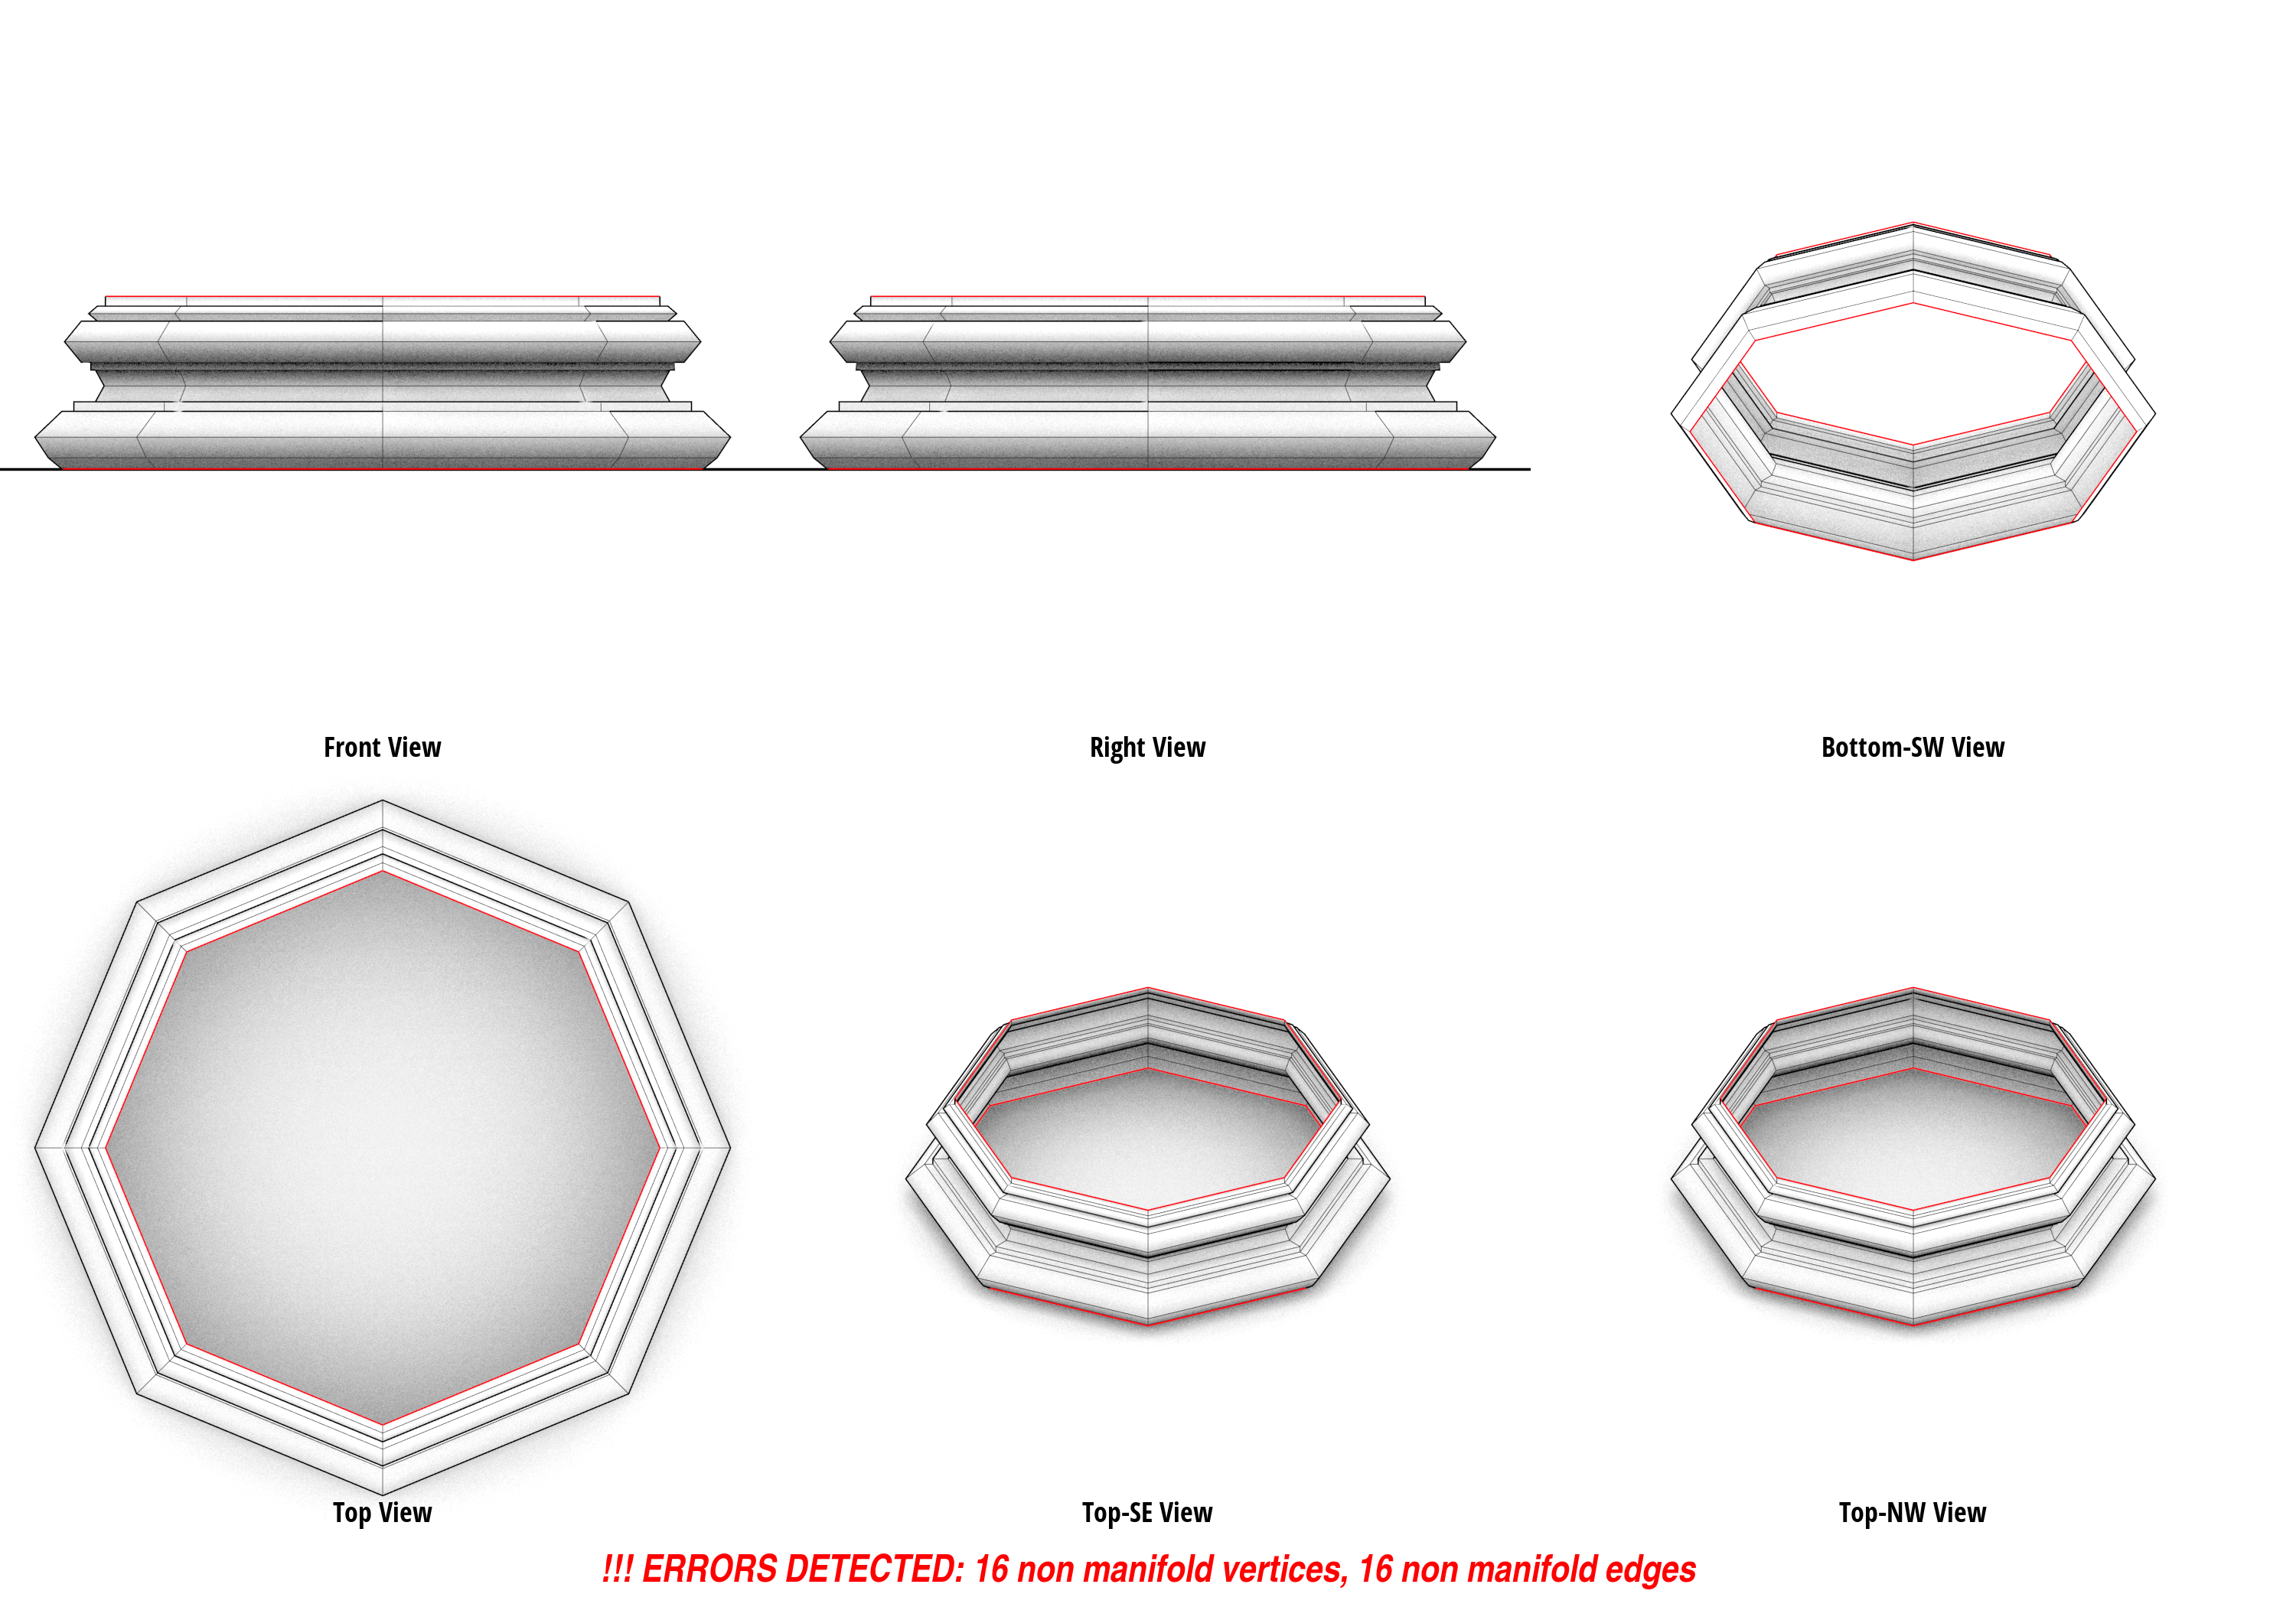 Front View
Right View
Bottom-SW View
Top View
Top-SE View
Top-NW View
!!! ERRORS DETECTED: 16 non manifold vertices, 16 non manifold edges